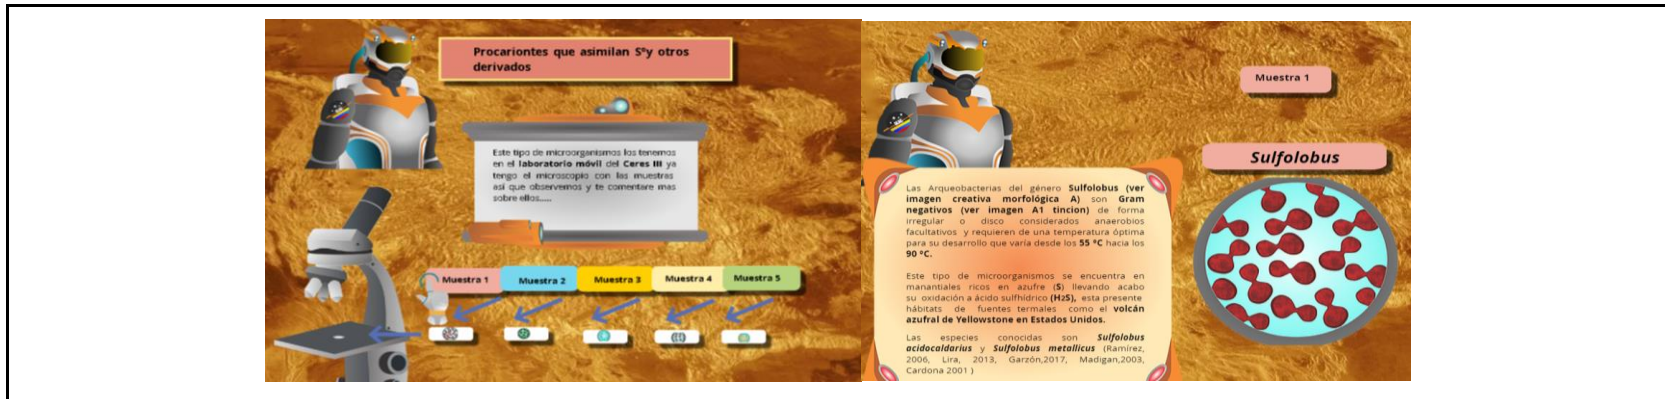 Procariontes que asimilan S°y otros
derivados
Este tipo de microorganismos los tenemos
en el laboratorio móvil del Ceres III ya
tengo el microscopio con las muestras
así que observemos y te comentare mas
sobre ellos.....
Muestra 1
Muestra 2
Muestra 3
Muestra 4
Muestra 5
Muestra 1
Sulfolobus
Las Arqueobacterias del género Sulfolobus (ver
imagen creativa morfológica A) son Gram
negativos (ver imagen A1 tincion) de forma
irregular o disco considerados anaerobios
facultativos y requieren de una temperatura óptima
para su desarrollo que varía desde los 55 ºC hacia los
90 ºC.
Este tipo de microorganismos se encuentra en
manantiales ricos en azufre (S) llevando acabo
su oxidación a ácido sulfhídrico (H2S), esta presente
hábitats de fuentes termales como el volcán
azufral de Yellowstone en Estados Unidos.
Las especies conocidas son Sulfolobus
acidocaldarius y Sulfolobus metallicus (Ramírez,
2006, Lira, 2013, Garzón,2017, Madigan,2003,
Cardona 2001 )